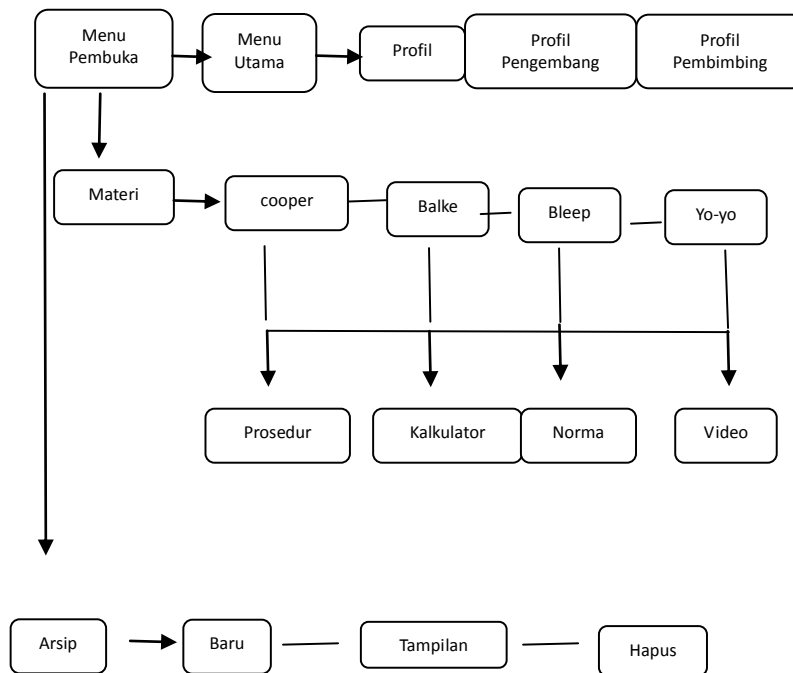 Menu
Pembuka
Menu
Utama
Profil
Profil
Pengembang
Profil
Pembimbing
Materi
cooper
Balke
Bleep
Yo-yo
Prosedur
Kalkulator
Norma
Video
Arsip
Baru
Tampilan
Hapus